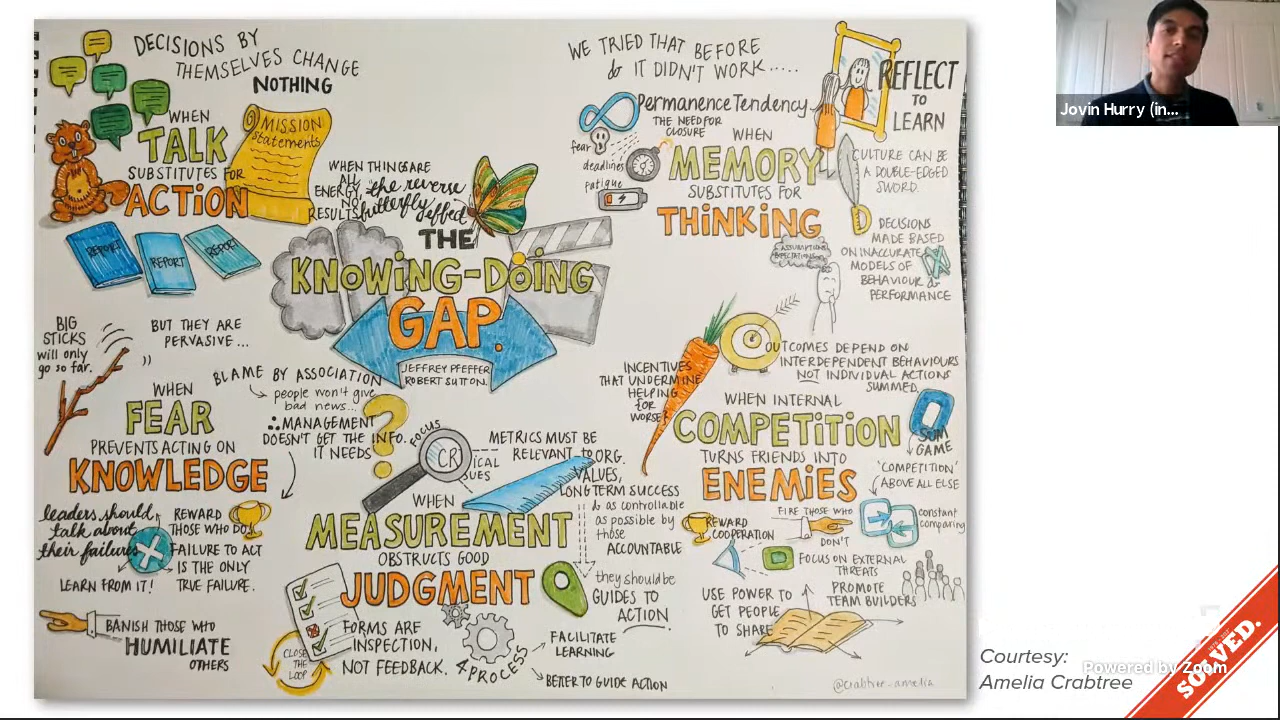 DECISIONS BY
THEMSELVES CHANGE
NOTHING
WHEN
TALK
SUBSTITUTES FOR
ACTION
MISSION
Statements
REPORT
REPORT
REPORT
WHEN THINGS ARE
ALL
ENERGY,
NO
RESULTS
"the reverse
butterfly effect
THE
KNOWING-DOING
GAP.
JEFFREY PFEFFER
ROBERT SUTTON.
WE TRIED THAT BEFORE
& IT DIDN'T WORK.....
Permanence Tendency
THE NEED FOR
CLOSURE
fear
deadlines
fatigue
WHEN
MEMORY
SUBSTITUTES FOR
THINKING
REFLECT
TO
LEARN
CULTURE CAN BE
A DOUBLE-EDGED
SWORD.
DECISIONS
MADE BASED
ON INACCURATE
MODELS OF
BEHAVIOUR &
PERFORMANCE
ASSUMPTIONS
EXPECTATIONS
BIG
STICKS
will only
go so far.
BUT THEY ARE
PERVASIVE...
WHEN
FEAR
PREVENTS ACTING ON
KNOWLEDGE
BLAME BY ASSOCIATION
people won't give
bad news...
∴ MANAGEMENT
DOESN'T GET THE INFO.
IT NEEDS
leaders should
talk about
their failures
LEARN FROM IT!
REWARD
THOSE WHO DO,
FAILURE TO ACT
IS THE ONLY
TRUE FAILURE.
BANISH THOSE WHO
HUMILIATE
OTHERS
FOCUS
CRITICAL
METRICS MUST BE
RELEVANT to ORG.
VALUES,
LONG TERM SUCCESS
& as controllable
as possible by
those
ACCOUNTABLE
they should be
GUIDES TO
ACTION
WHEN
MEASUREMENT
OBSTRUCTS GOOD
JUDGMENT
FORMS ARE
INSPECTION,
NOT FEEDBACK.
CLOSE
THE
LOOP
PROCESS
FACILITATE
LEARNING
BETTER TO GUIDE ACTION
INCENTIVES
THAT UNDERMINE
HELPING
FOR
WORSE
OUTCOMES DEPEND ON
INTERDEPENDENT BEHAVIOURS
NOT INDIVIDUAL ACTIONS
SUMMED
WHEN INTERNAL
COMPETITION
TURNS FRIENDS INTO
ENEMIES
SUM
GAME
'COMPETITION'
ABOVE ALL ELSE
constant
comparing
REWARD
COOPERATION
FIRE THOSE WHO
DON'T
FOCUS ON EXTERNAL
THREATS
USE POWER TO
GET PEOPLE
TO SHARE
PROMOTE
TEAM BUILDERS
@crabtree_amelia
Jovin Hurry (in...
Courtesy:
Amelia Crabtree
Powered by Zoom
SOLVED.